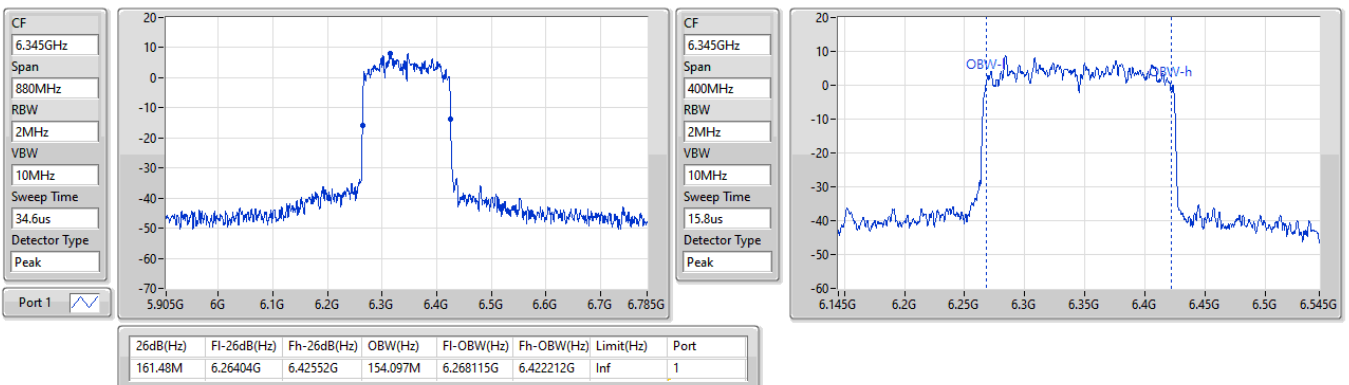 CF
6.345GHz
Span
880MHz
RBW
2MHz
VBW
10MHz
Sweep Time
34.6us
Detector Type
Peak
Port 1
20
10
0
-10
-20
-30
-40
-50
-60
-70
5.905G 6G 6.1G 6.2G 6.3G 6.4G 6.5G 6.6G 6.7G 6.785G
CF
6.345GHz
Span
400MHz
RBW
2MHz
VBW
10MHz
Sweep Time
15.8us
Detector Type
Peak
20
10
0
-10
-20
-30
-40
-50
-60
OBW-l OBW-h
6.145G 6.2G 6.25G 6.3G 6.35G 6.4G 6.45G 6.5G 6.545G
26dB(Hz) Fl-26dB(Hz) Fh-26dB(Hz) OBW(Hz) Fl-OBW(Hz) Fh-OBW(Hz) Limit(Hz) Port
161.48M 6.26404G 6.42552G 154.097M 6.268115G 6.422212G Inf 1